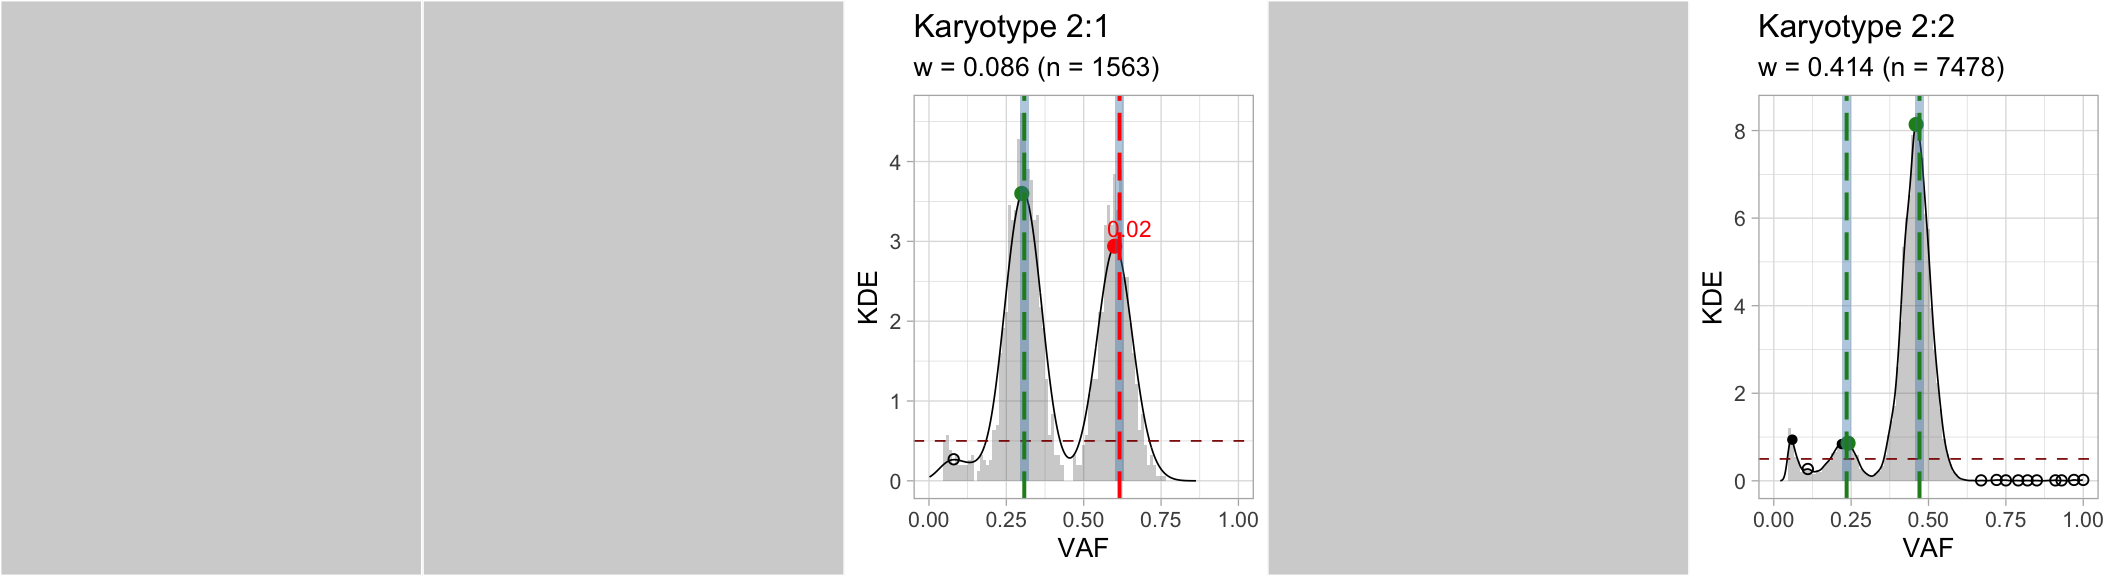 Karyotype 2:1
w = 0.086 (n = 1563)
0.02
KDE
4
3
2
1
0
0.00 0.25 0.50 0.75 1.00
VAF
Karyotype 2:2
w = 0.414 (n = 7478)
KDE
8
6
4
2
0
0.00 0.25 0.50 0.75 1.00
VAF